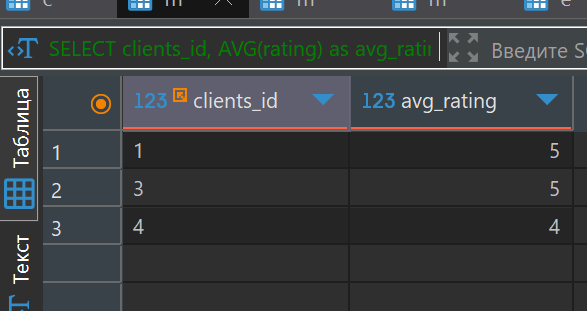 SELECT clients_id, AVG(rating) as avg_ratin
Введите S
Таблица
Текст
123 clients_id 123 avg_rating
1 1 5
2 3 5
3 4 4